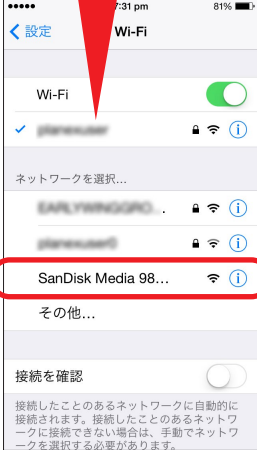 :31 pm
81%
設定
Wi-Fi
Wi-Fi
ネットワークを選択...
SanDisk Media 98...
その他...
接続を確認
接続したことのあるネットワークに自動的に
接続されます。接続したことのあるネットワ
ークに接続できない場合は、手動でネットワ
ークを選択する必要があります。